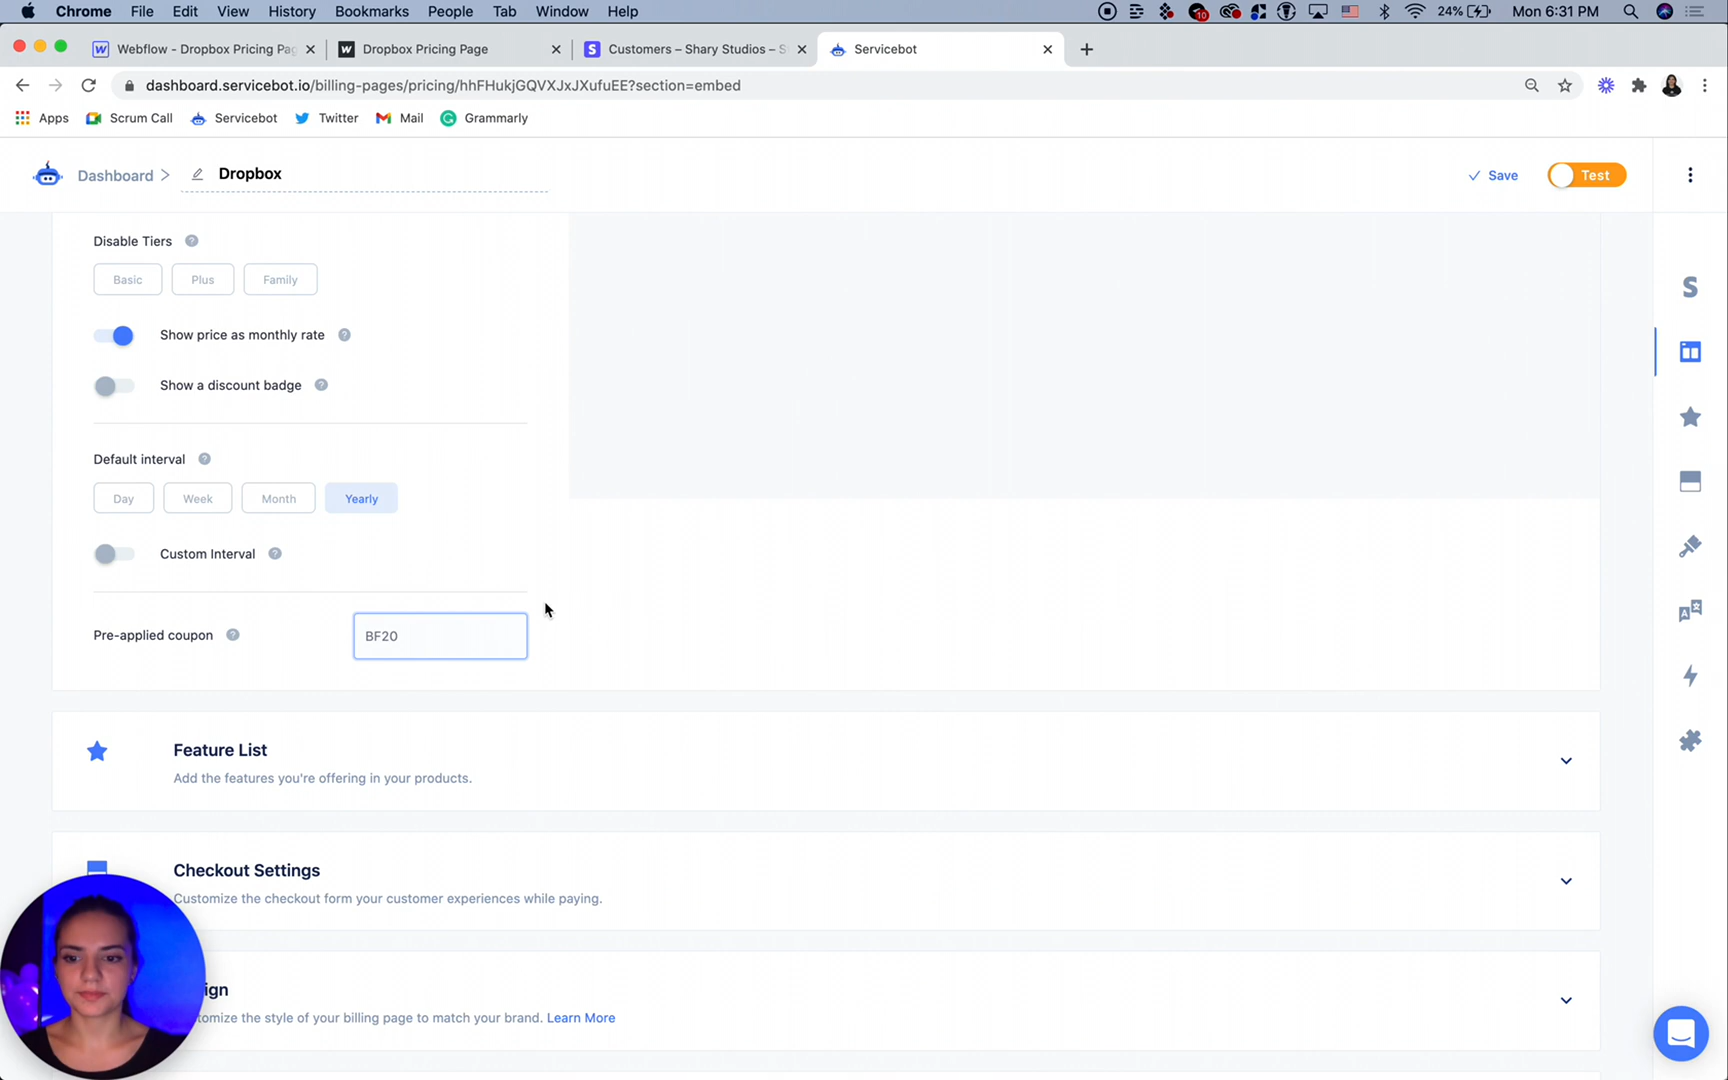 Chrome File Edit View History Bookmarks People Tab Window Help 10 24% Mon 6:31 PM
Webflow - Dropbox Pricing Pag Dropbox Pricing Page Customers – Shary Studios – S Servicebot
dashboard.servicebot.io/billing-pages/pricing/hhFHukjGQVXJxJXufuEE?section=embed
Apps Scrum Call Servicebot Twitter Mail Grammarly
Dashboard > Dropbox Save Test
Disable Tiers ?
Basic Plus Family
Show price as monthly rate ?
Show a discount badge ?
Default interval ?
Day Week Month Yearly
Custom Interval ?
Pre-applied coupon ? BF20
Feature List
Add the features you're offering in your products.
Checkout Settings
Customize the checkout form your customer experiences while paying.
ign
tomize the style of your billing page to match your brand. Learn More